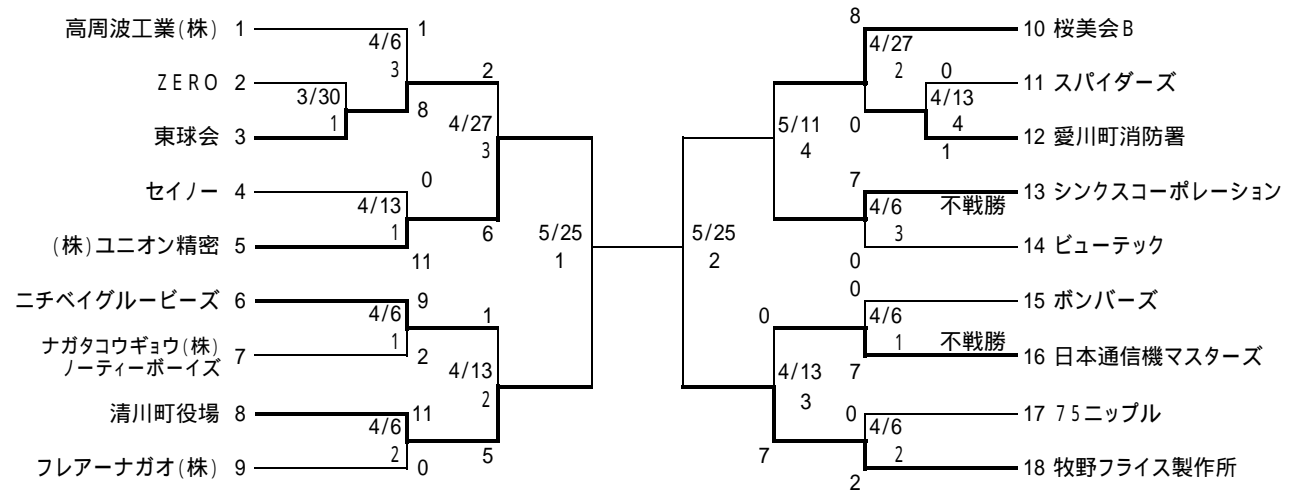 高周波工業(株) 1
4/6
3
1
ZERO 2
3/30
1
東球会 3
8
2
4/27
3
セイノー 4
4/13
1
0
(株)ユニオン精密 5
11
6
5/25
1
ニチベイグルービーズ 6
4/6
1
9
ナガタコウギョウ(株)
ノーティーボーイズ 7
2
1
4/13
2
清川町役場 8
4/6
2
11
フレアーナガオ(株) 9
0
5
8
4/27
2
10 桜美会B
0
11 スパイダーズ
4/13
4
0
12 愛川町消防署
1
5/11
4
7
4/6
3
不戦勝
13 シンクスコーポレーション
0
14 ビューテック
5/25
2
0
15 ボンバーズ
4/6
1
不戦勝
16 日本通信機マスターズ
7
0
4/13
3
0
17 75ニップル
4/6
2
7
18 牧野フライス製作所
2